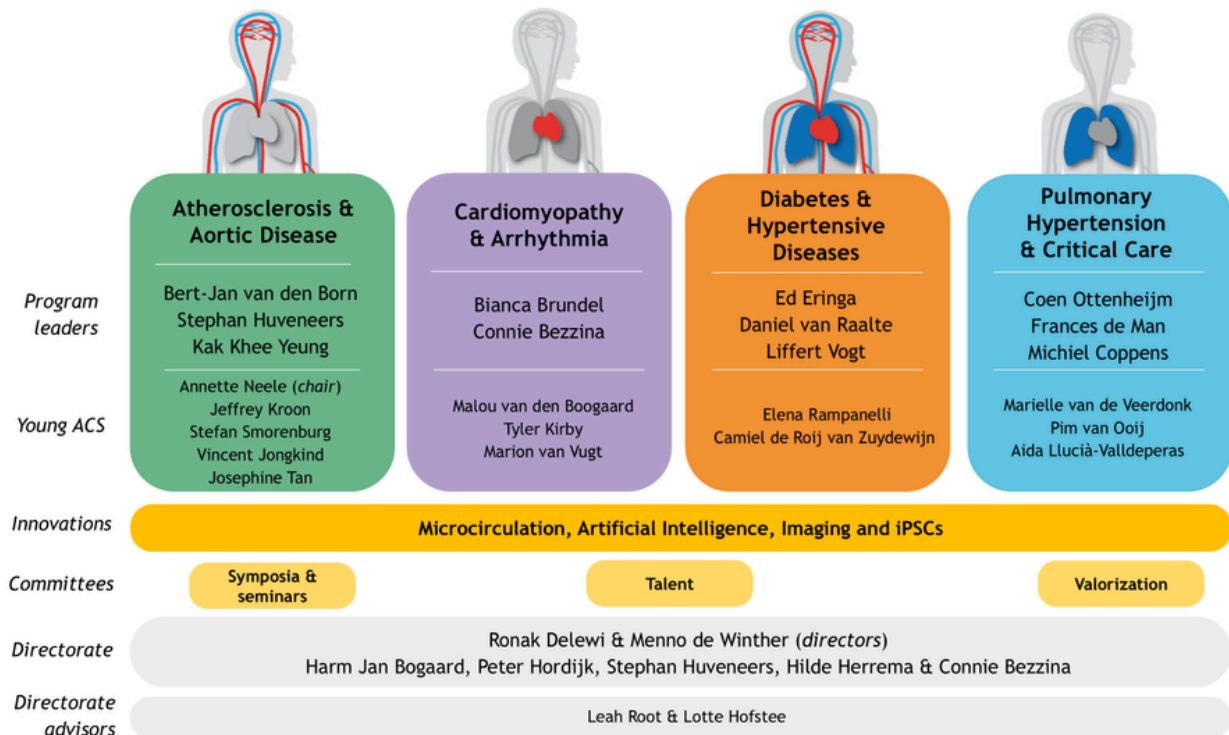 Atherosclerosis &
Aortic Disease
Cardiomyopathy
& Arrhythmia
Diabetes &
Hypertensive
Diseases
Pulmonary
Hypertension
& Critical Care
Program
leaders
Bert-Jan van den Born
Stephan Huveneers
Kak Khee Yeung
Bianca Brundel
Connie Bezzina
Ed Eringa
Daniel van Raalte
Liffert Vogt
Coen Ottenheijm
Frances de Man
Michiel Coppens
Young ACS
Annette Neele (chair)
Jeffrey Kroon
Stefan Smorenburg
Vincent Jongkind
Josephine Tan
Malou van den Boogaard
Tyler Kirby
Marion van Vugt
Elena Rampanelli
Camiel de Roij van Zuydewijn
Marielle van de Veerdonk
Pim van Ooij
Aida Llucià-Valldeperas
Innovations
Microcirculation, Artificial Intelligence, Imaging and iPSCs
Committees
Symposia &
seminars
Talent
Valorization
Directorate
Ronak Delewi & Menno de Winther (directors)
Harm Jan Bogaard, Peter Hordijk, Stephan Huveneers, Hilde Herrema & Connie Bezzina
Directorate
advisors
Leah Root & Lotte Hofstee